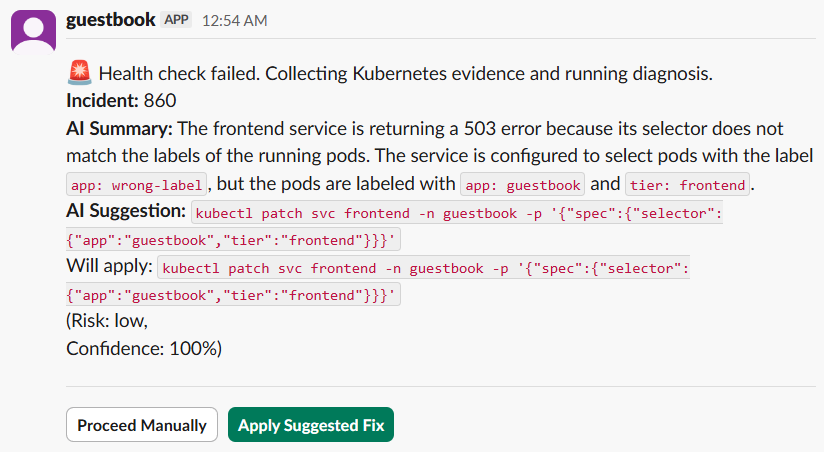 guestbook APP 12:54 AM
🚨 Health check failed. Collecting Kubernetes evidence and running diagnosis.
Incident: 860
AI Summary: The frontend service is returning a 503 error because its selector does not
match the labels of the running pods. The service is configured to select pods with the label
app: wrong-label, but the pods are labeled with app: guestbook and tier: frontend.
AI Suggestion: kubectl patch svc frontend -n guestbook -p '{"spec":{"selector":
{"app":"guestbook","tier":"frontend"}}}'
Will apply: kubectl patch svc frontend -n guestbook -p '{"spec":{"selector":
{"app":"guestbook","tier":"frontend"}}}'
(Risk: low,
Confidence: 100%)
Proceed Manually Apply Suggested Fix